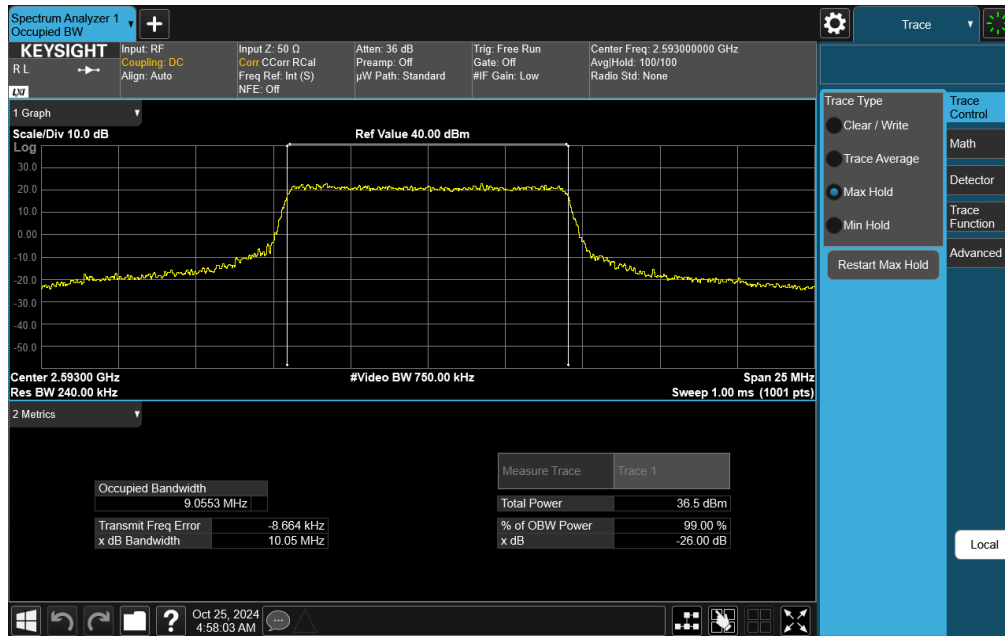 Spectrum Analyzer 1
Occupied BW
Trace
KEYSIGHT
R L
LXI
Input: RF
Coupling: DC
Align: Auto
Input Z: 50 Ω
Corr CCorr RCal
Freq Ref: Int (S)
NFE: Off
Atten: 36 dB
Preamp: Off
µW Path: Standard
Trig: Free Run
Gate: Off
#IF Gain: Low
Center Freq: 2.593000000 GHz
Avg|Hold: 100/100
Radio Std: None
1 Graph
Scale/Div 10.0 dB
Ref Value 40.00 dBm
Log
30.0
20.0
10.0
0.00
-10.0
-20.0
-30.0
-40.0
-50.0
Center 2.59300 GHz
#Video BW 750.00 kHz
Span 25 MHz
Res BW 240.00 kHz
Sweep 1.00 ms (1001 pts)
2 Metrics
Measure Trace
Trace 1
Occupied Bandwidth
9.0553 MHz
Total Power
36.5 dBm
Transmit Freq Error
-8.664 kHz
% of OBW Power
99.00 %
x dB Bandwidth
10.05 MHz
x dB
-26.00 dB
Trace Type
Clear / Write
Trace Average
Max Hold
Min Hold
Restart Max Hold
Trace
Control
Math
Detector
Trace
Function
Advanced
Local
?
Oct 25, 2024
4:58:03 AM